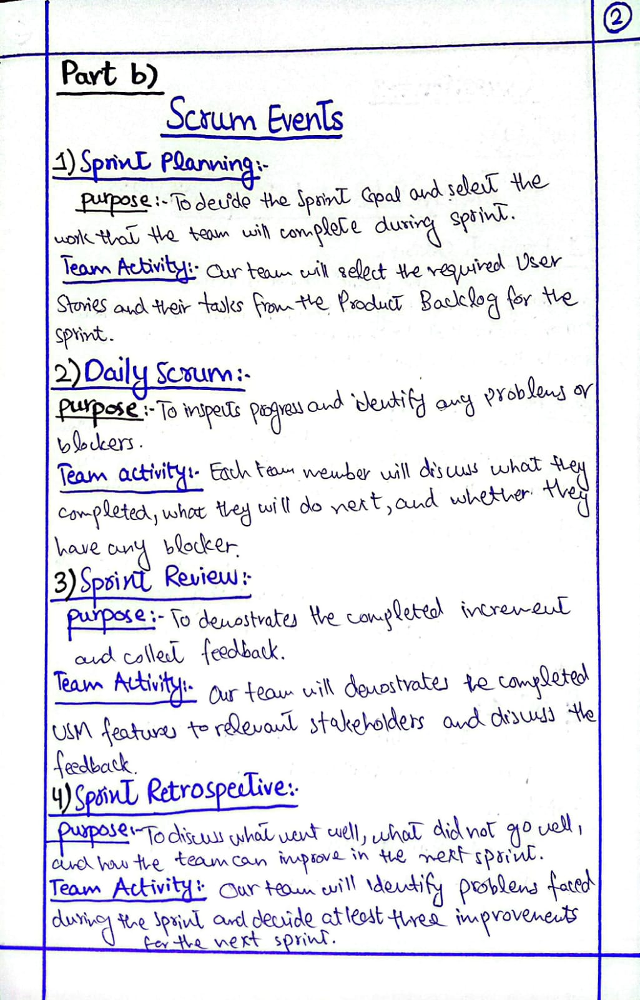 2
Part b)
Scrum Events
1) Sprint Planning:-
purpose:- To decide the Sprint Goal and select the
work that the team will complete during sprint.
Team Activity:- Our team will select the required User
Stories and their tasks from the Product Backlog for the
sprint.
2) Daily Scrum:-
purpose:- To inspects progress and identify any problems or
blockers.
Team activity:- Each team member will discuss what they
completed, what they will do next, and whether they
have any blocker.
3) Sprint Review:-
purpose:- To demostrates the completed increment
and collect feedback.
Team Activity:- Our team will demostrates the completed
USM features to relevant stakeholders and discuss the
feedback.
4) Sprint Retrospective:-
purpose:- To discuss what went well, what did not go well,
and how the team can improve in the next sprint.
Team Activity:- Our team will identify problems faced
during the Sprint and decide at least three improvements
for the next sprint.